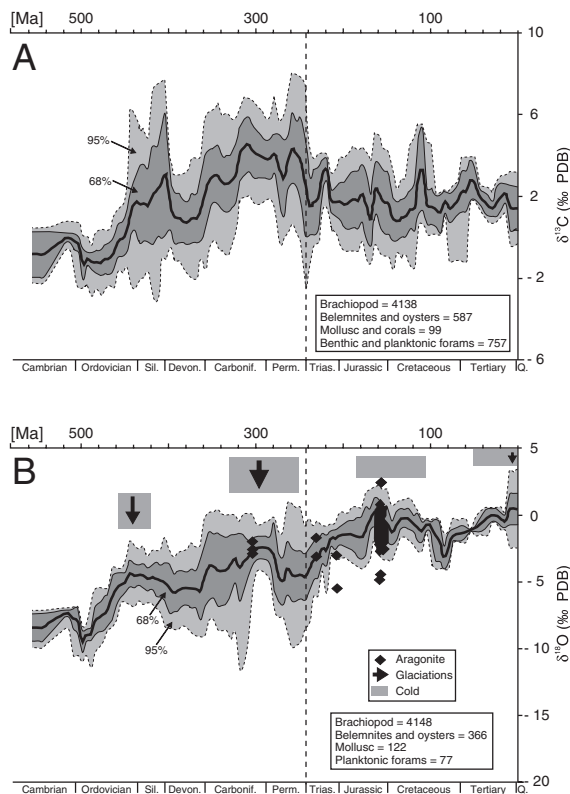 [Ma] 500 300 100
A
10
6
2
- 2
- 6
δ¹³C (‰ PDB)
95%
68%
Brachiopod = 4138
Belemnites and oysters = 587
Mollusc and corals = 99
Benthic and planktonic forams = 757
Cambrian Ordovician Sil. Devon. Carbonif. Perm. Trias. Jurassic Cretaceous Tertiary Q.
[Ma] 500 300 100
B
5
0
- 5
- 10
- 15
20
δ¹⁸O (‰ PDB)
68%
95%
Aragonite
Glaciations
Cold
Brachiopod = 4148
Belemnites and oysters = 366
Mollusc = 122
Planktonic forams = 77
Cambrian Ordovician Sil. Devon. Carbonif. Perm. Trias. Jurassic Cretaceous Tertiary Q.